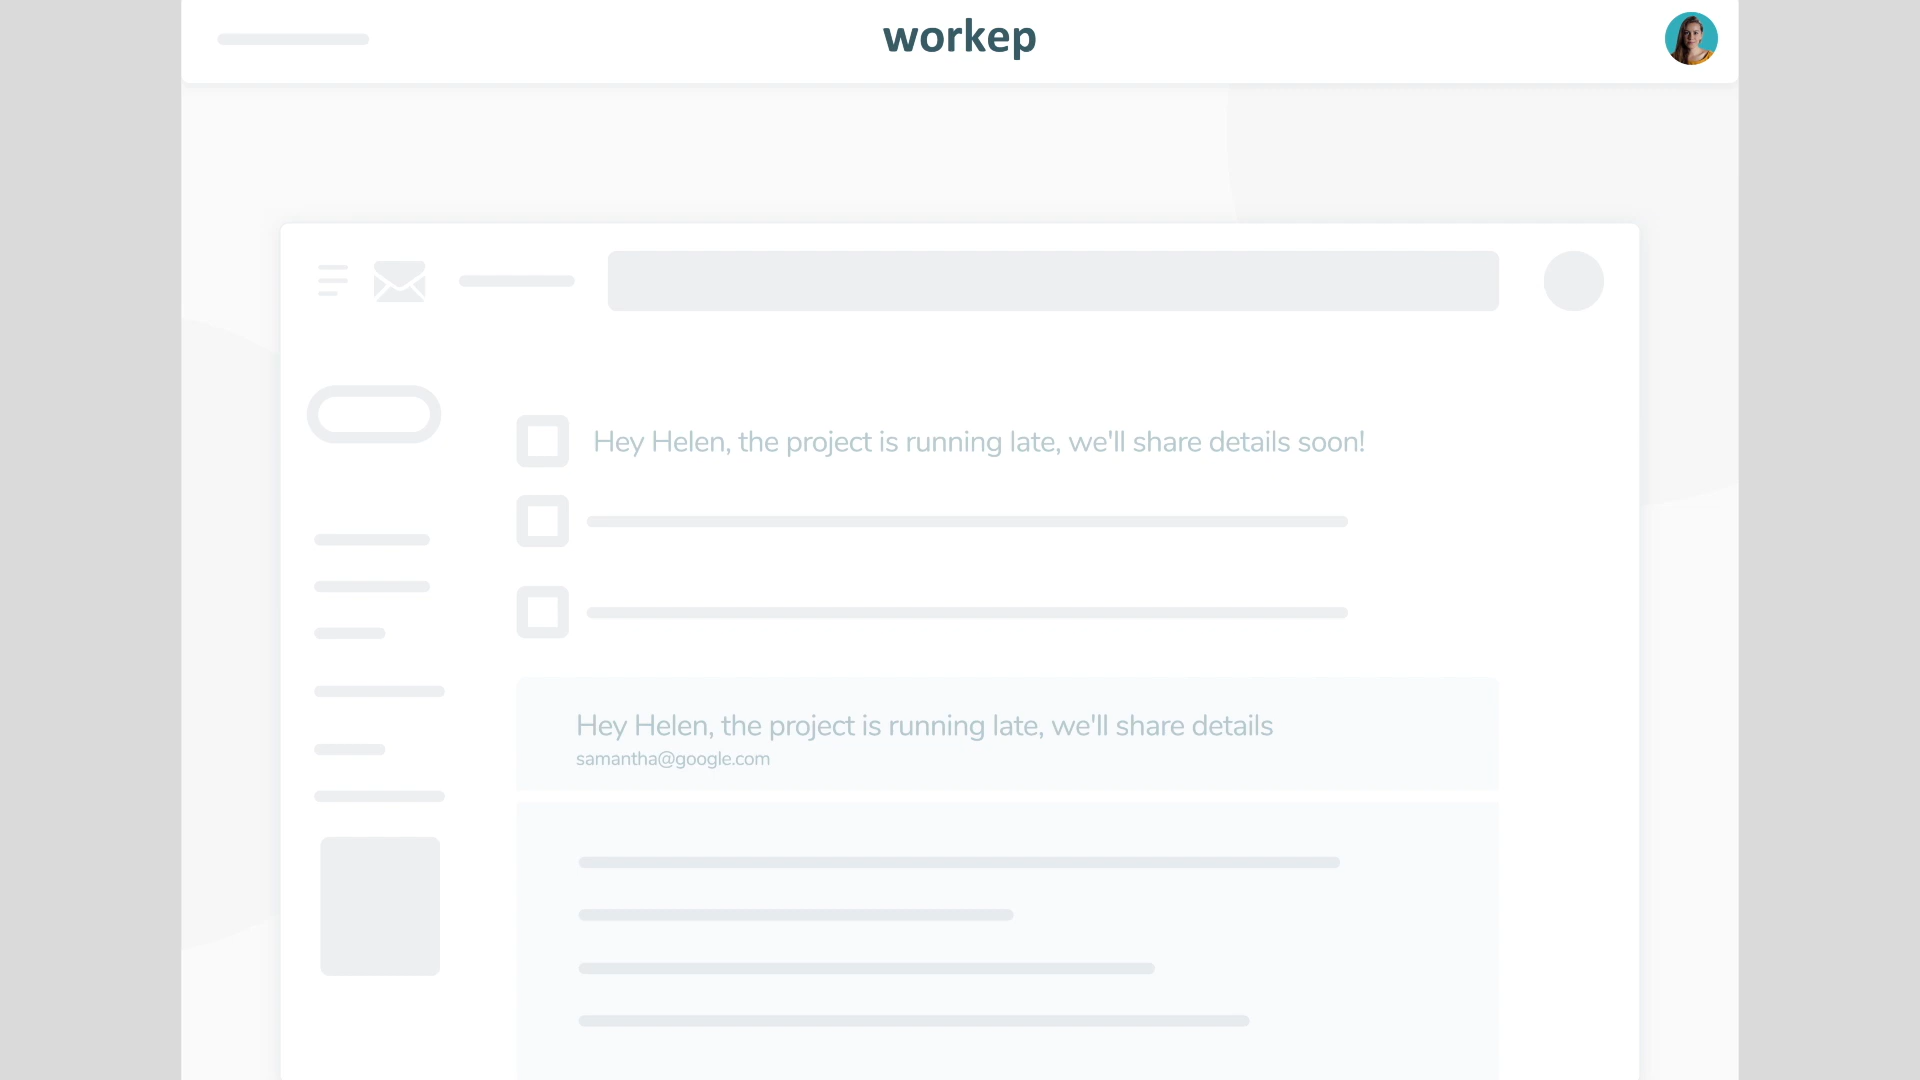 workep
Hey Helen, the project is running late, we'll share details soon!
Hey Helen, the project is running late, we'll share details
samantha@google.com